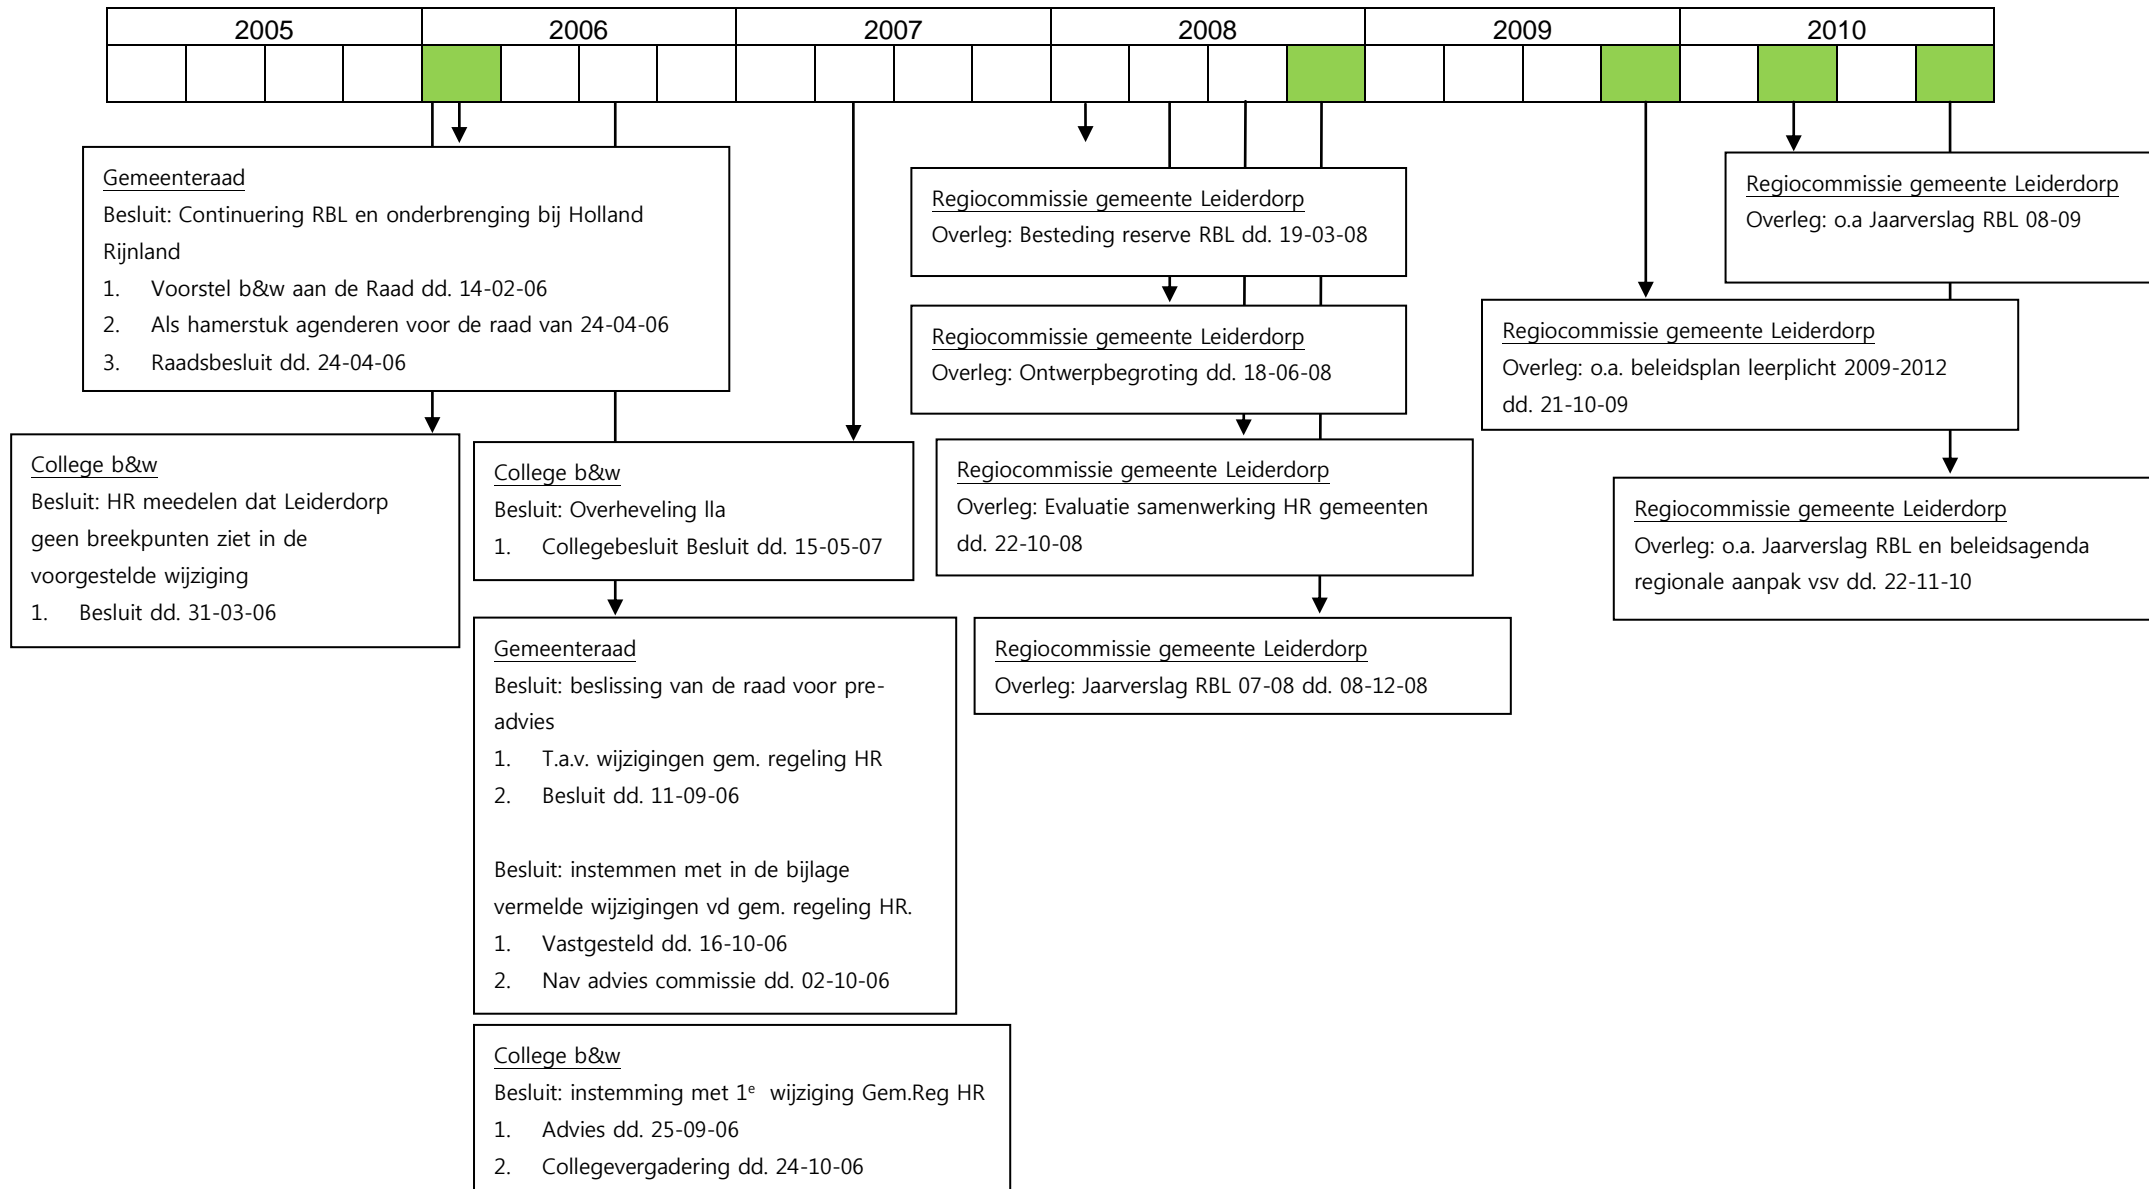 2005 2006 2007 2008 2009 2010
Gemeenteraad
Besluit: Continuering RBL en onderbrenging bij Holland
Rijnland
1. Voorstel b&w aan de Raad dd. 14-02-06
2. Als hamerstuk agenderen voor de raad van 24-04-06
3. Raadsbesluit dd. 24-04-06
College b&w
Besluit: HR meedelen dat Leiderdorp
geen breekpunten ziet in de
voorgestelde wijziging
1. Besluit dd. 31-03-06
College b&w
Besluit: Overheveling lla
1. Collegebesluit Besluit dd. 15-05-07
Gemeenteraad
Besluit: beslissing van de raad voor pre-
advies
1. T.a.v. wijzigingen gem. regeling HR
2. Besluit dd. 11-09-06
Besluit: instemmen met in de bijlage
vermelde wijzigingen vd gem. regeling HR.
1. Vastgesteld dd. 16-10-06
2. Nav advies commissie dd. 02-10-06
College b&w
Besluit: instemming met 1e wijziging Gem.Reg HR
1. Advies dd. 25-09-06
2. Collegevergadering dd. 24-10-06
Regiocommissie gemeente Leiderdorp
Overleg: Besteding reserve RBL dd. 19-03-08
Regiocommissie gemeente Leiderdorp
Overleg: Ontwerpbegroting dd. 18-06-08
Regiocommissie gemeente Leiderdorp
Overleg: Evaluatie samenwerking HR gemeenten
dd. 22-10-08
Regiocommissie gemeente Leiderdorp
Overleg: Jaarverslag RBL 07-08 dd. 08-12-08
Regiocommissie gemeente Leiderdorp
Overleg: o.a Jaarverslag RBL 08-09
Regiocommissie gemeente Leiderdorp
Overleg: o.a. beleidsplan leerplicht 2009-2012
dd. 21-10-09
Regiocommissie gemeente Leiderdorp
Overleg: o.a. Jaarverslag RBL en beleidsagenda
regionale aanpak vsv dd. 22-11-10